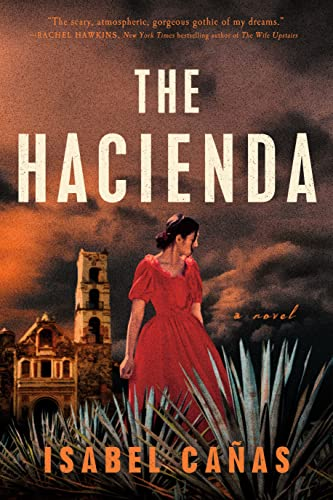 "The scary, atmospheric, gorgeous gothic of my dreams."
—RACHEL HAWKINS, New York Times bestselling author of The Wife Upstairs
THE
HACIENDA
a novel
ISABEL CAÑAS